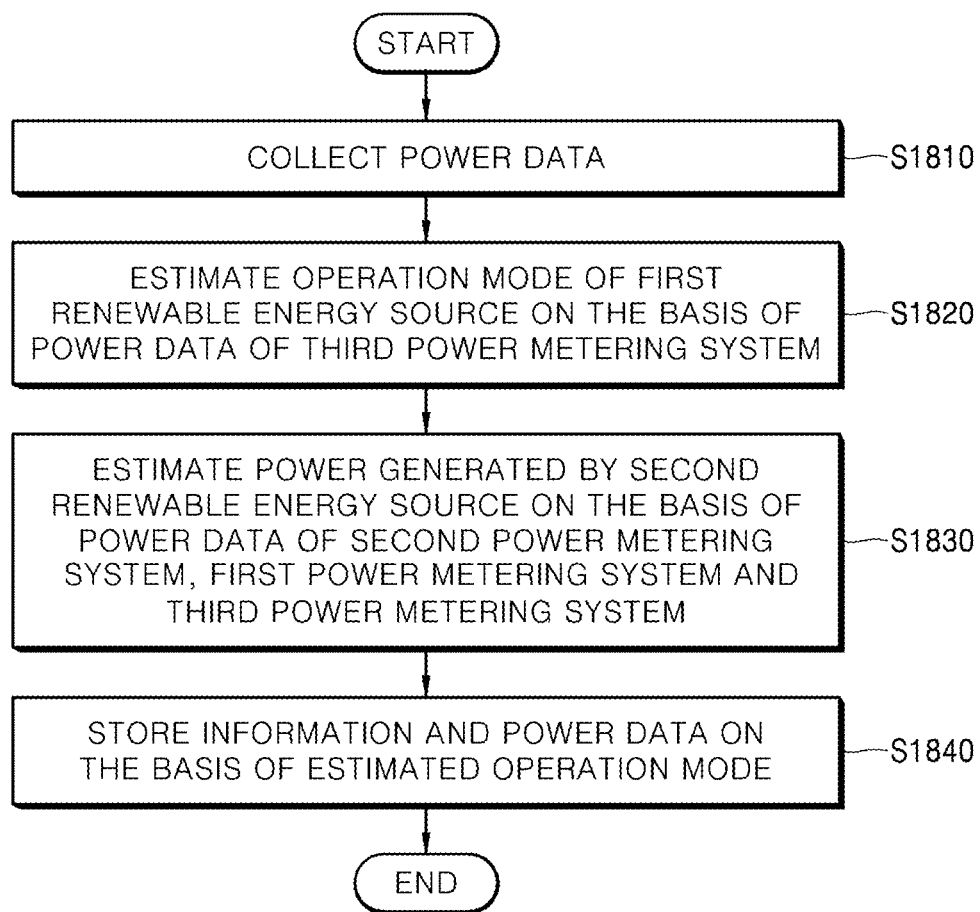 START
COLLECT POWER DATA
S1810
ESTIMATE OPERATION MODE OF FIRST
RENEWABLE ENERGY SOURCE ON THE BASIS OF
POWER DATA OF THIRD POWER METERING SYSTEM
S1820
ESTIMATE POWER GENERATED BY SECOND
RENEWABLE ENERGY SOURCE ON THE BASIS OF
POWER DATA OF SECOND POWER METERING
SYSTEM, FIRST POWER METERING SYSTEM AND
THIRD POWER METERING SYSTEM
S1830
STORE INFORMATION AND POWER DATA ON
THE BASIS OF ESTIMATED OPERATION MODE
S1840
END